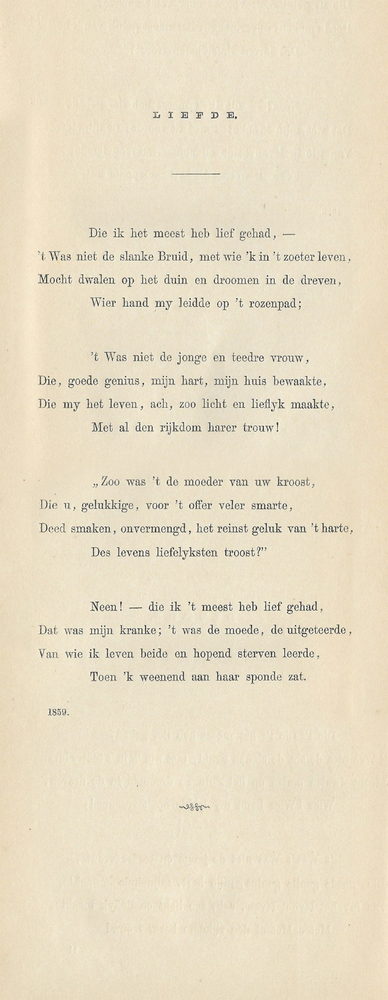 LIEFDE.
Die ik het meest heb lief gehad, —
't Was niet de slanke Bruid, met wie 'k in 't zoeter leven,
Mocht dwalen op het duin en droomen in de dreven,
Wier hand my leidde op 't rozenpad;
't Was niet de jonge en teedre vrouw,
Die, goede genius, mijn hart, mijn huis bewaakte,
Die my het leven, ach, zoo licht en lieflyk maakte,
Met al den rijkdom harer trouw!
„Zoo was 't de moeder van uw kroost,
Die u, gelukkige, voor 't offer veler smarte,
Deed smaken, onvermengd, het reinst geluk van 't harte,
Des levens liefelyksten troost?”
Neen! — die ik 't meest heb lief gehad,
Dat was mijn kranke; 't was de moede, de uitgeteerde,
Van wie ik leven beide en hopend sterven leerde,
Toen 'k weenend aan haar sponde zat.
1859.